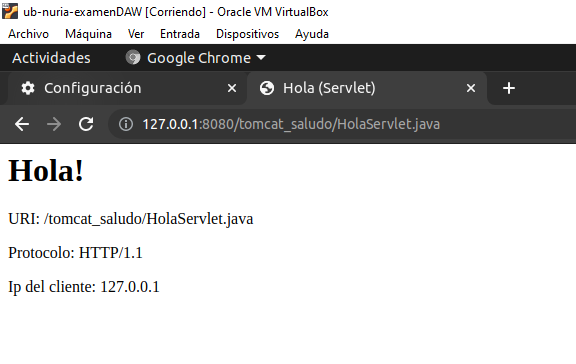 ub-nuria-examenDAW [Corriendo] - Oracle VM VirtualBox
Archivo Máquina Ver Entrada Dispositivos Ayuda
Actividades Google Chrome
Configuración Hola (Servlet)
127.0.0.1:8080/tomcat_saludo/HolaServlet.java
Hola!
URI: /tomcat_saludo/HolaServlet.java
Protocolo: HTTP/1.1
Ip del cliente: 127.0.0.1